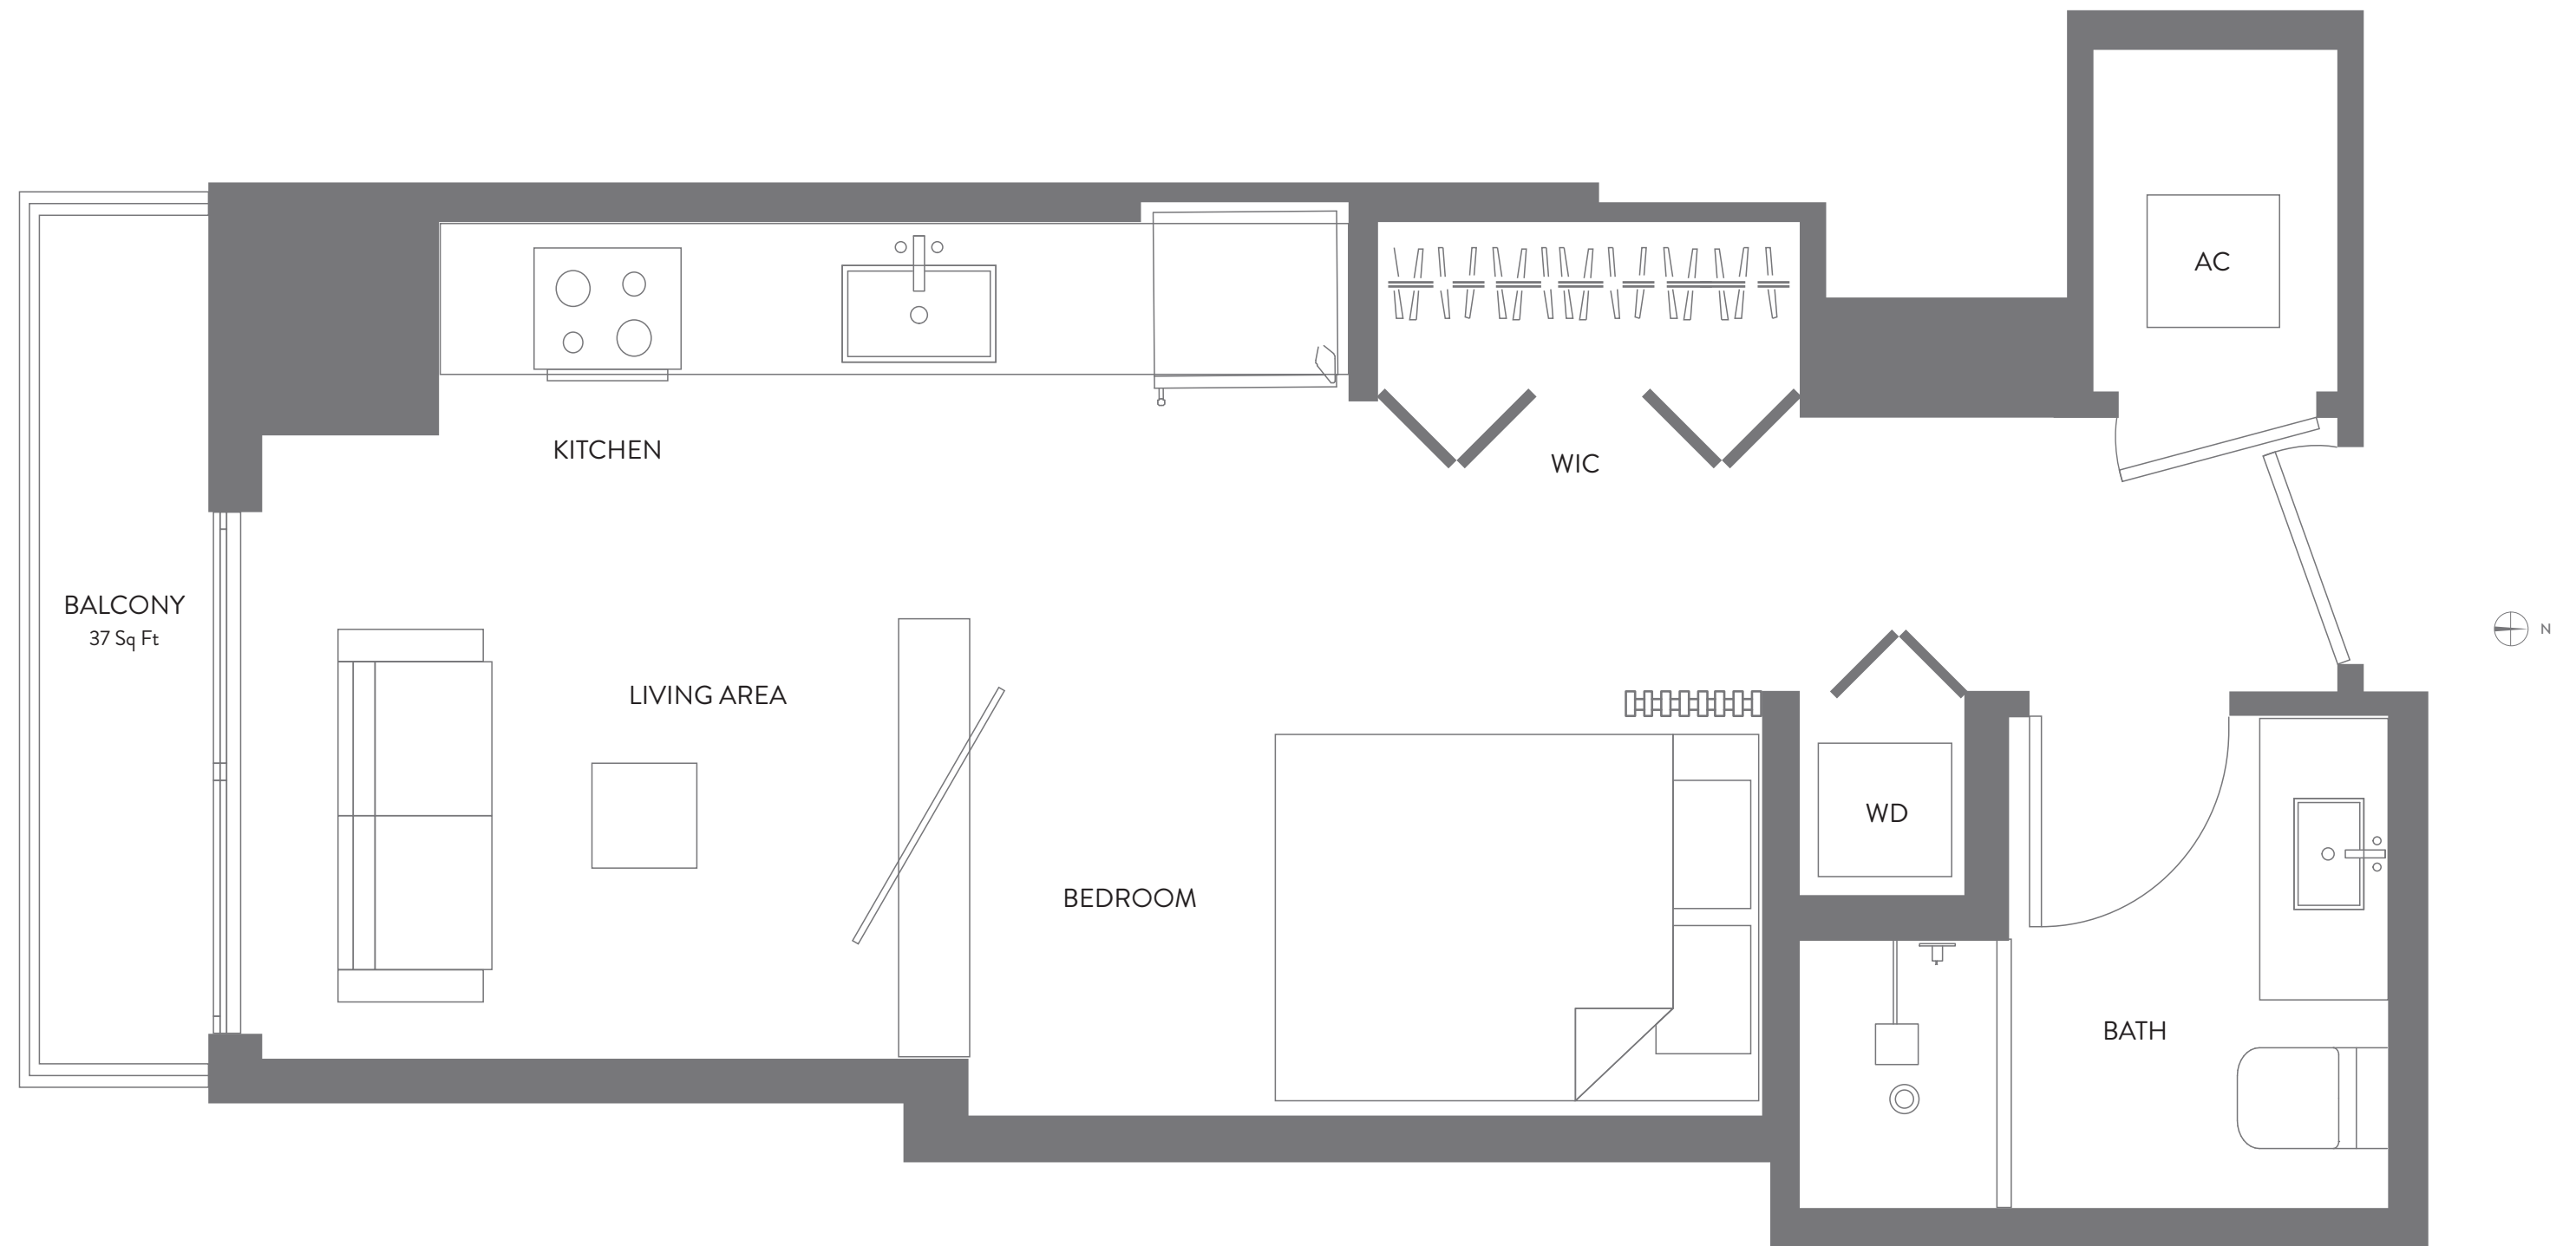 AC
KITCHEN
WIC
BALCONY
37 Sq Ft
N
LIVING AREA
WD
BEDROOM
BATH